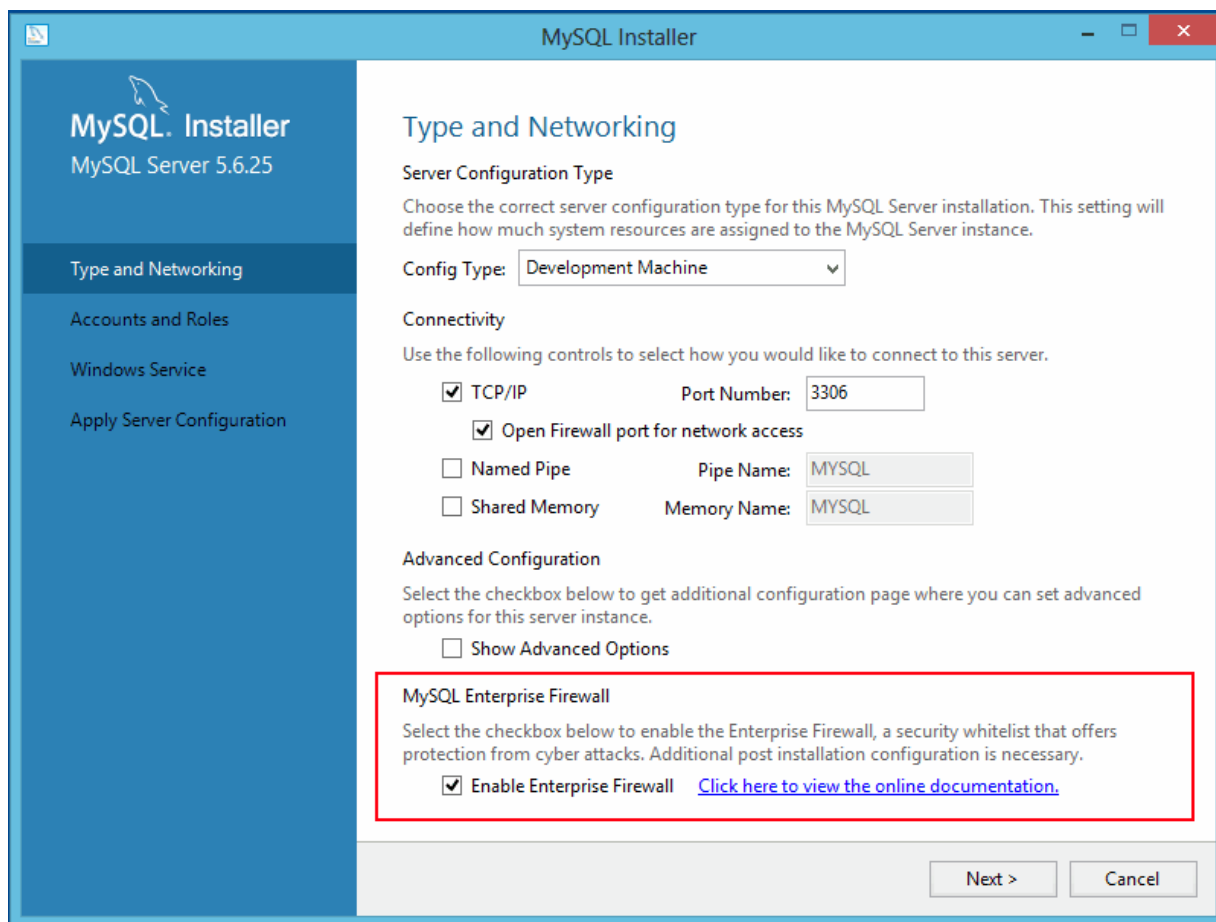 MySQL Installer
MySQL. Installer
MySQL Server 5.6.25
Type and Networking
Accounts and Roles
Windows Service
Apply Server Configuration
Type and Networking
Server Configuration Type
Choose the correct server configuration type for this MySQL Server installation. This setting will
define how much system resources are assigned to the MySQL Server instance.
Config Type: Development Machine
Connectivity
Use the following controls to select how you would like to connect to this server.
TCP/IP Port Number: 3306
Open Firewall port for network access
Named Pipe Pipe Name: MYSQL
Shared Memory Memory Name: MYSQL
Advanced Configuration
Select the checkbox below to get additional configuration page where you can set advanced
options for this server instance.
Show Advanced Options
MySQL Enterprise Firewall
Select the checkbox below to enable the Enterprise Firewall, a security whitelist that offers
protection from cyber attacks. Additional post installation configuration is necessary.
Enable Enterprise Firewall Click here to view the online documentation.
Next > Cancel